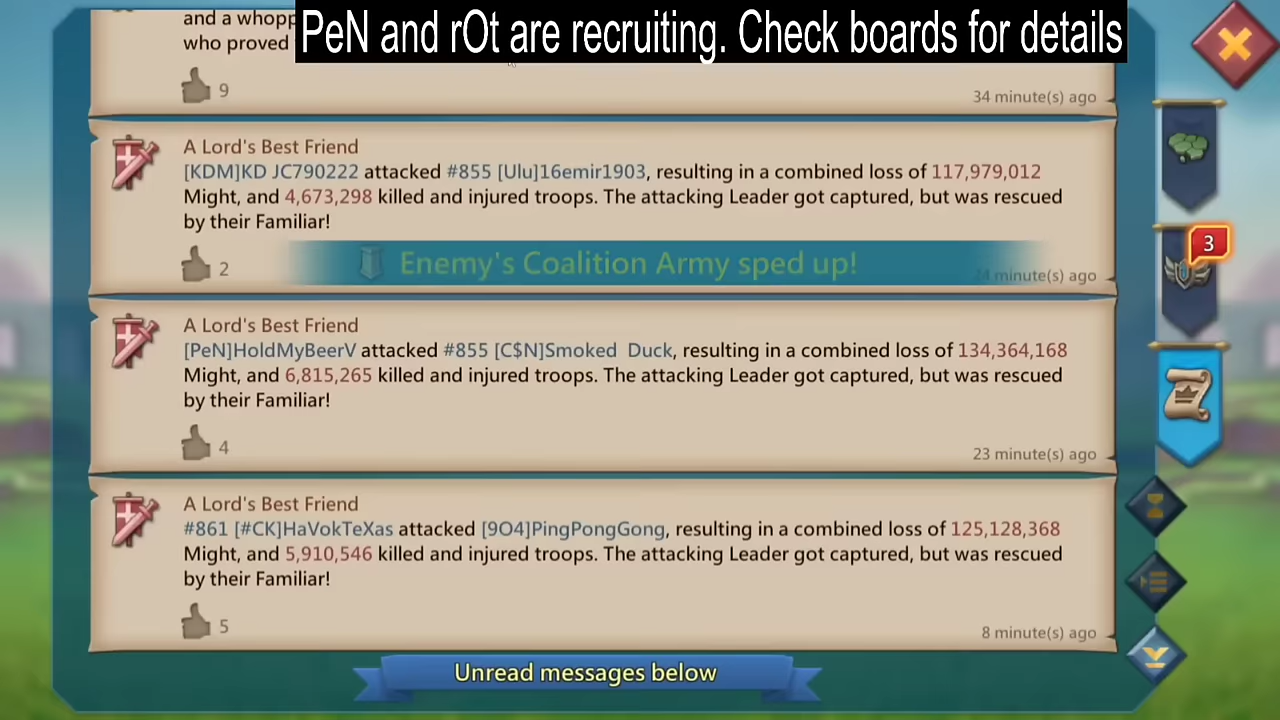 PeN and rOt are recruiting. Check boards for details
and a whopp
who proved
9
34 minute(s) ago
A Lord's Best Friend
[KDM]KD JC790222 attacked #855 [Ulu]16emir1903, resulting in a combined loss of 117,979,012
Might, and 4,673,298 killed and injured troops. The attacking Leader got captured, but was rescued
by their Familiar!
Enemy's Coalition Army sped up!
2
minute(s) ago
3
A Lord's Best Friend
[PeN]HoldMyBeerV attacked #855 [C$N]Smoked Duck, resulting in a combined loss of 134,364,168
Might, and 6,815,265 killed and injured troops. The attacking Leader got captured, but was rescued
by their Familiar!
4
23 minute(s) ago
A Lord's Best Friend
#861 [#CK]HaVokTeXas attacked [9O4]PingPongGong, resulting in a combined loss of 125,128,368
Might, and 5,910,546 killed and injured troops. The attacking Leader got captured, but was rescued
by their Familiar!
5
8 minute(s) ago
Unread messages below